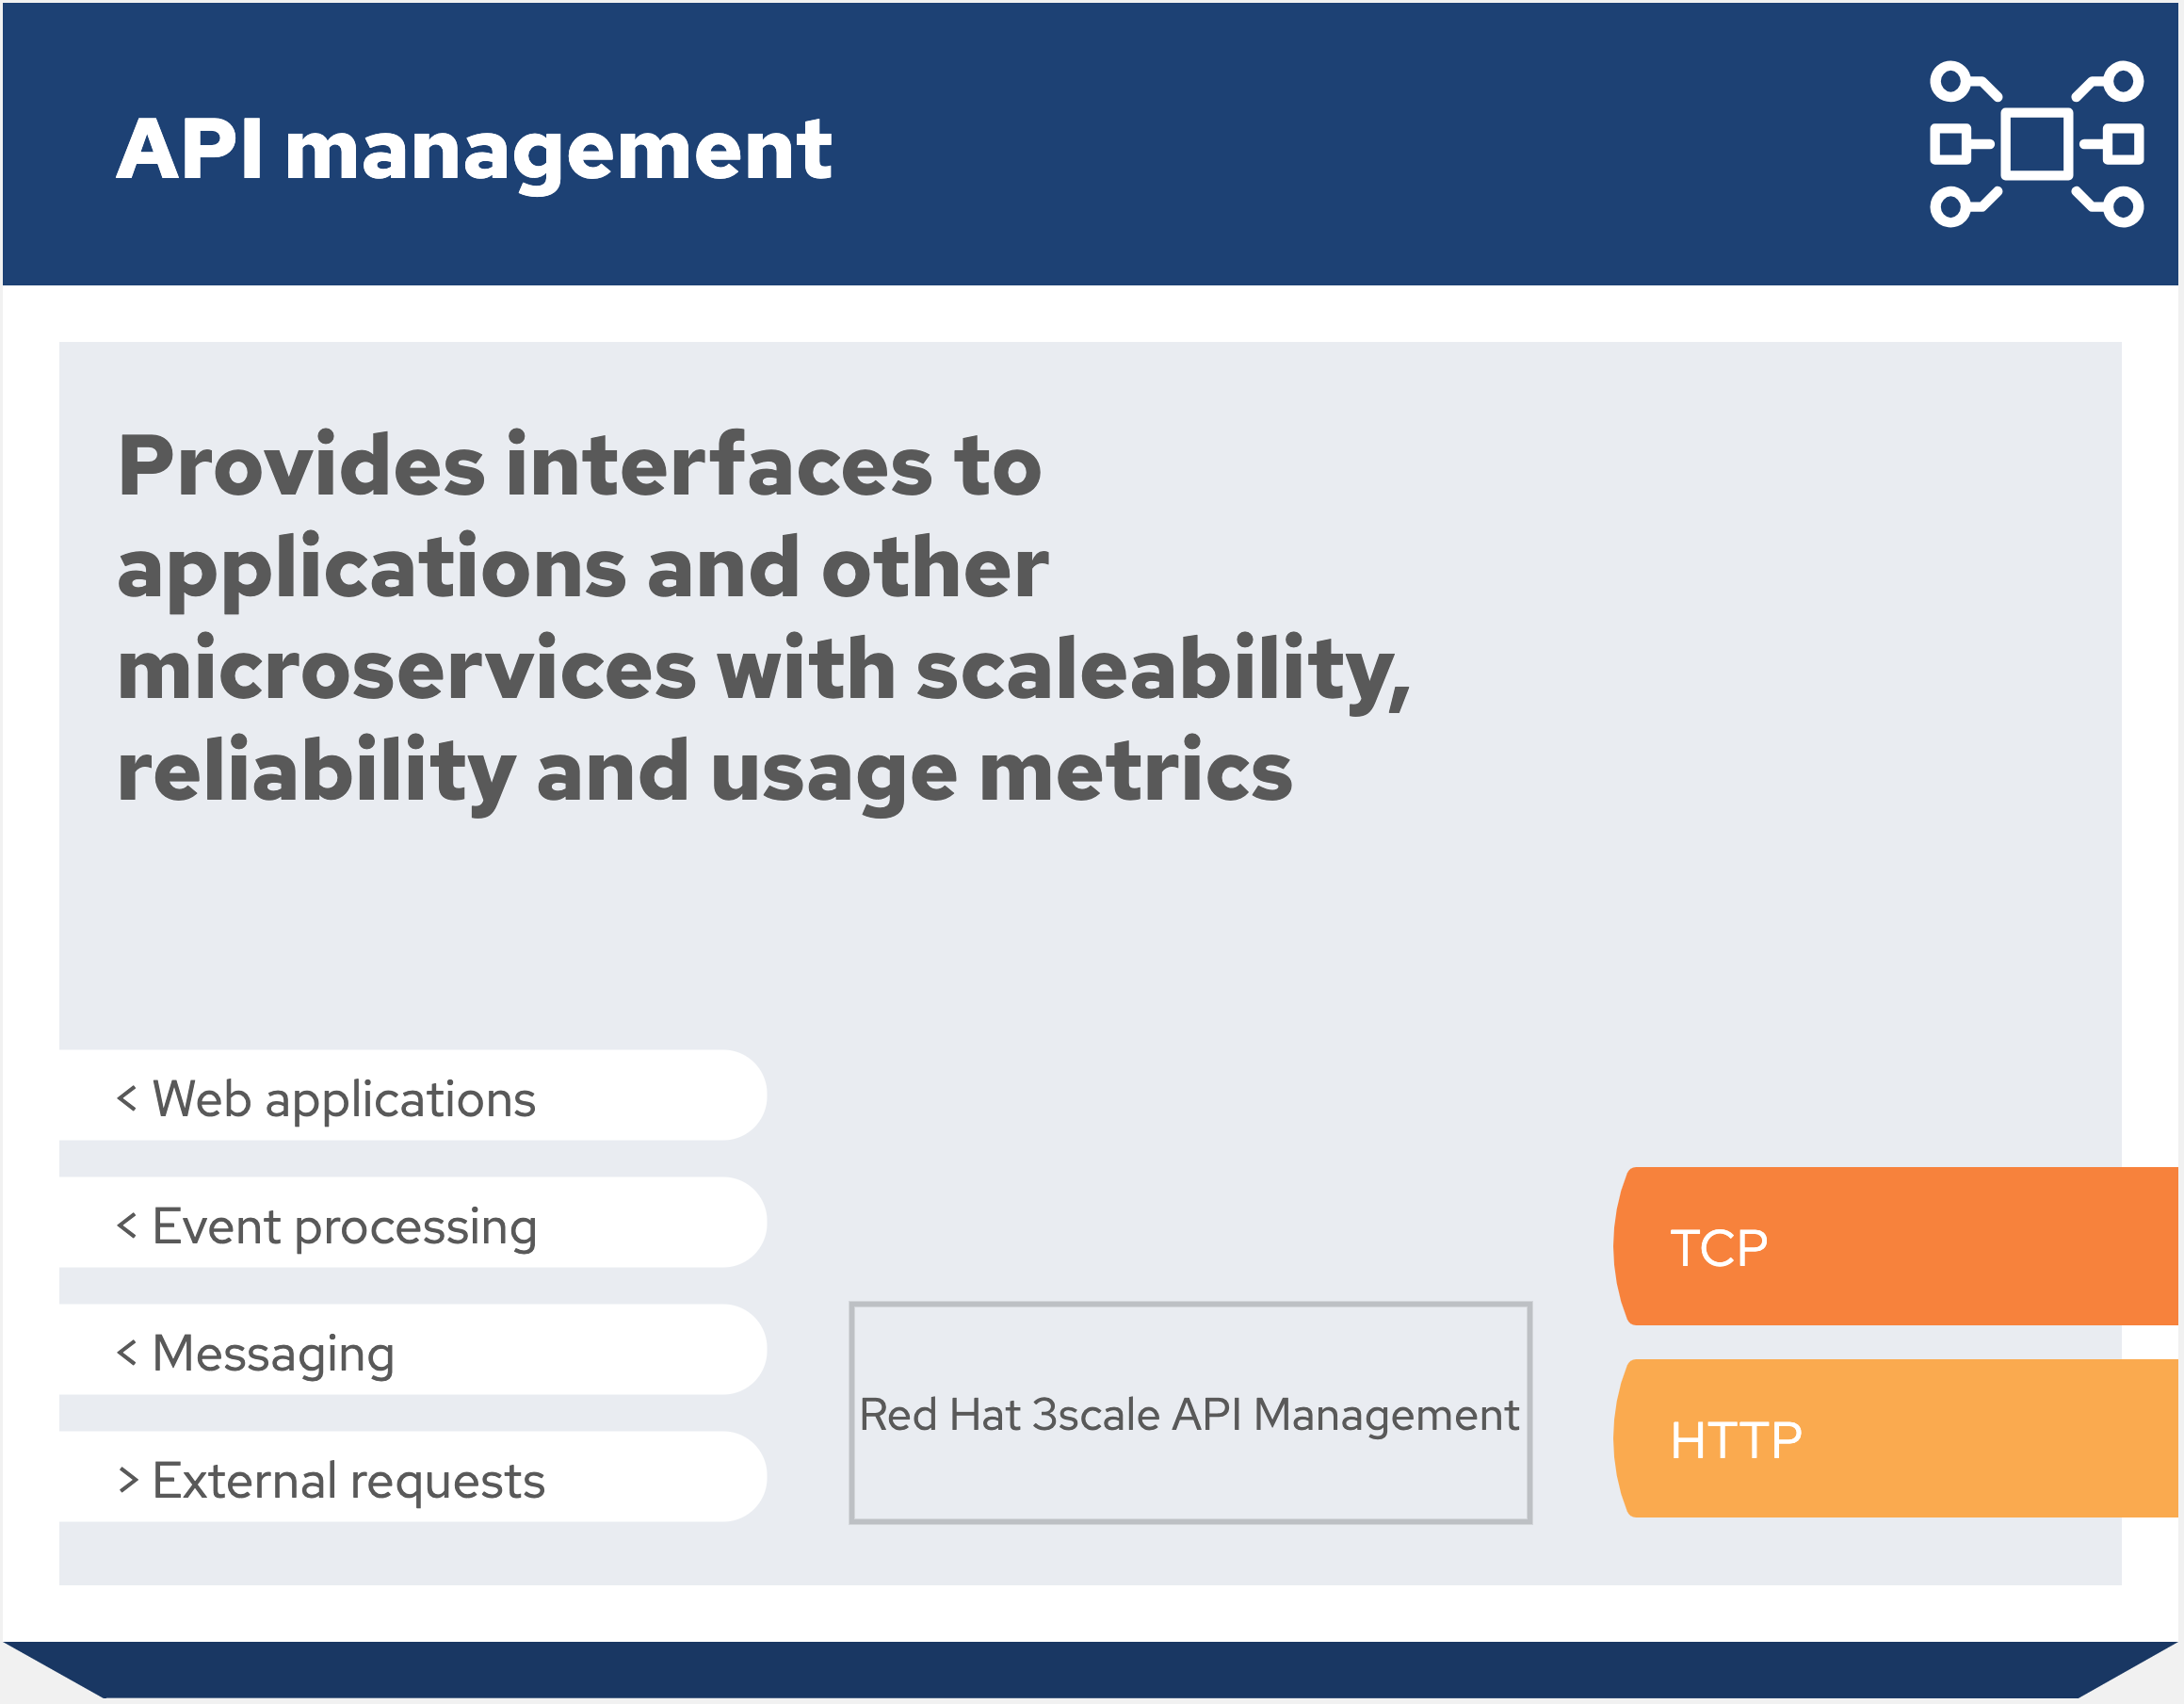 API management
Provides interfaces to
applications and other
microservices with scaleability,
reliability and usage metrics
< Web applications
< Event processing
< Messaging
> External requests
Red Hat 3scale API Management
TCP
HTTP